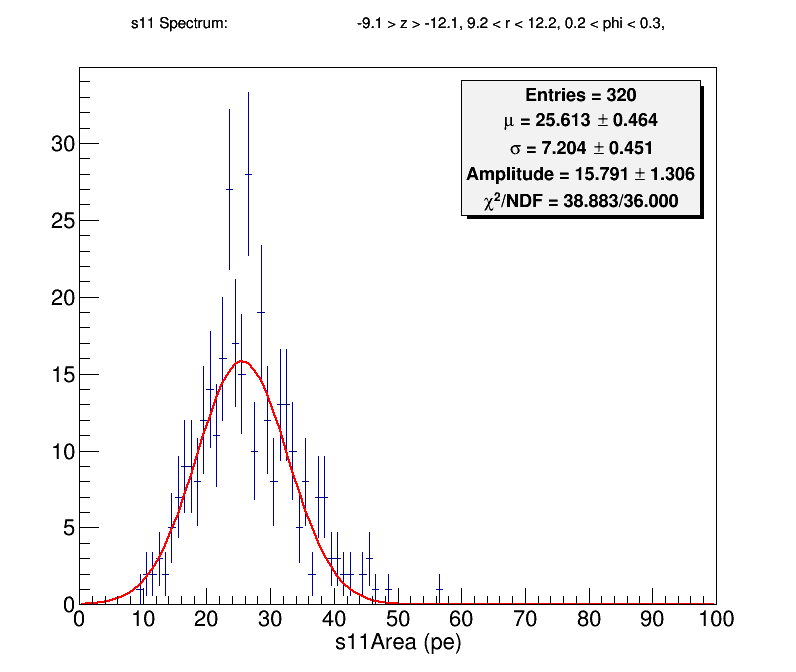 s11 Spectrum: -9.1 > z > -12.1, 9.2 < r < 12.2, 0.2 < phi < 0.3,
Entries = 320
μ = 25.613 ± 0.464
σ = 7.204 ± 0.451
Amplitude = 15.791 ± 1.306
χ²/NDF = 38.883/36.000
30
25
20
15
10
5
0
0 10 20 30 40 50 60 70 80 90 100
s11Area (pe)